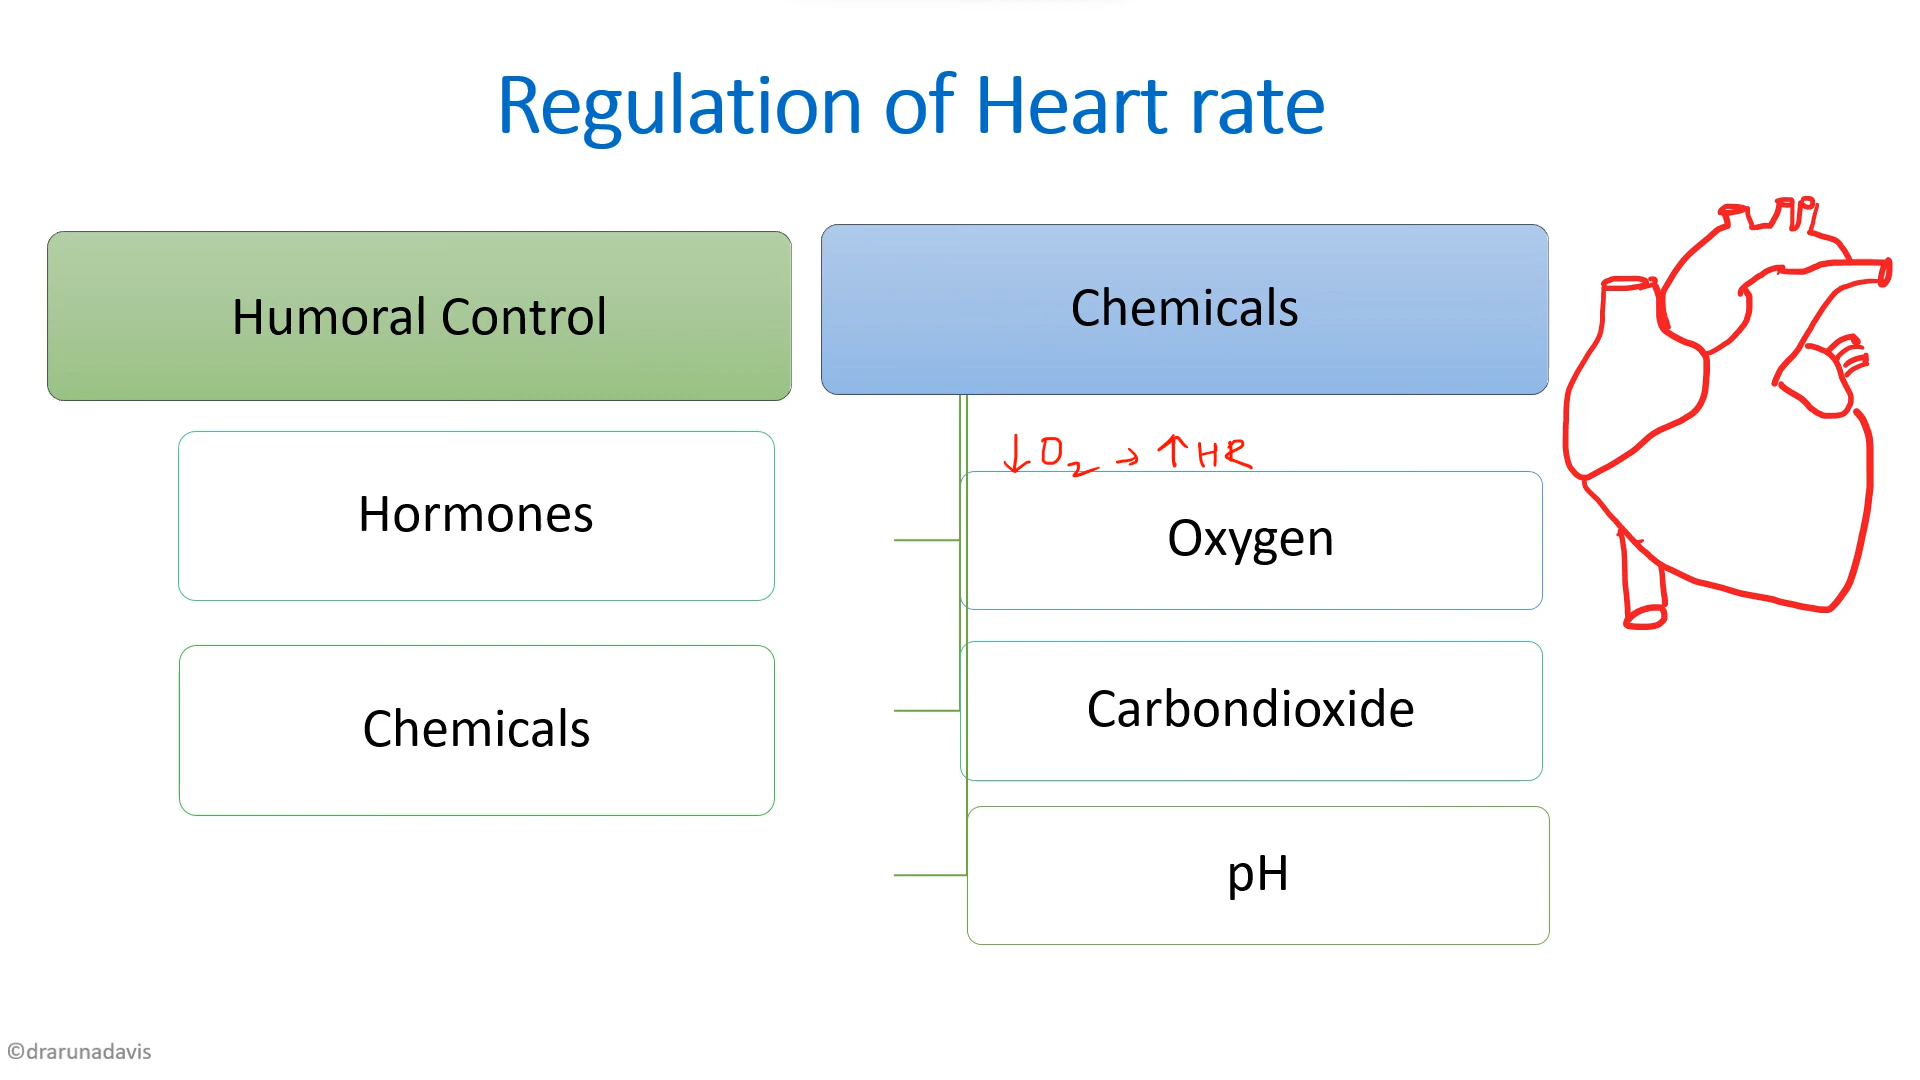 Regulation of Heart rate
Humoral Control
Hormones
Chemicals
Chemicals
↓ O₂ → ↑ HR
Oxygen
Carbondioxide
pH
©drarunadavis